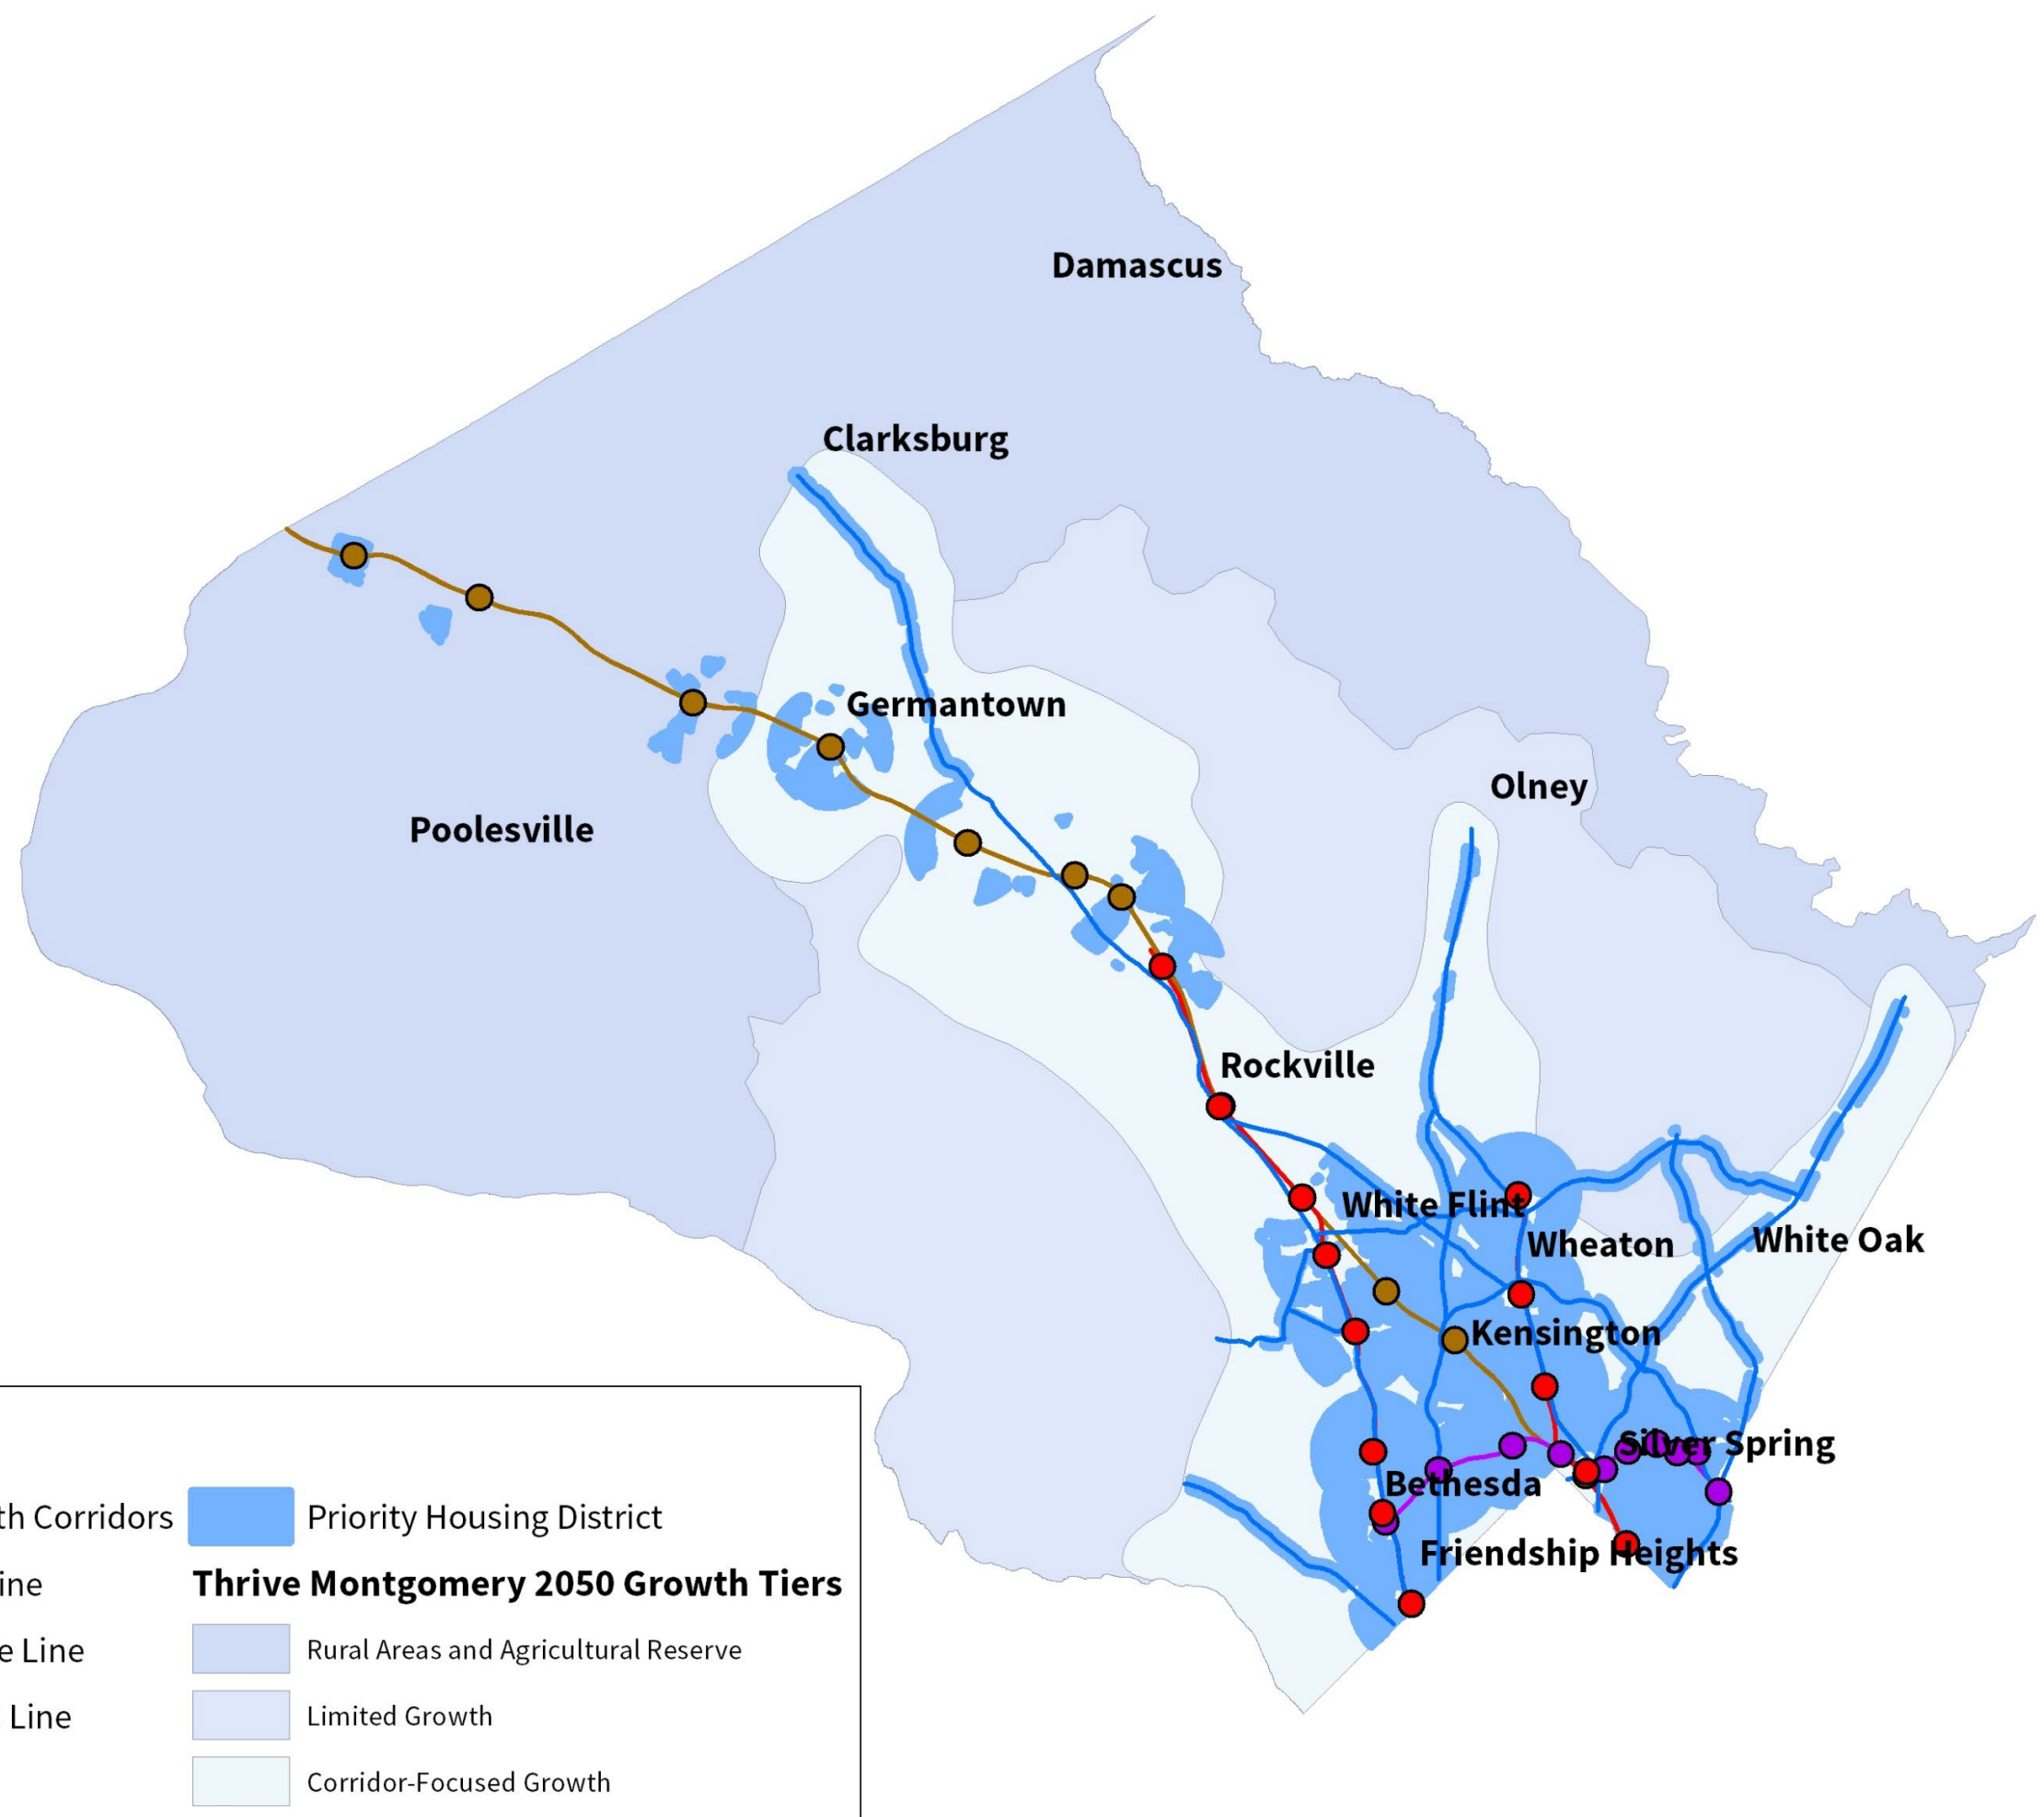 Damascus
Clarksburg
Germantown
Olney
Poolesville
Rockville
White Flint
Wheaton
White Oak
Kensington
Silver Spring
Bethesda
Friendship Heights
th Corridors
Priority Housing District
ine
Thrive Montgomery 2050 Growth Tiers
e Line
Rural Areas and Agricultural Reserve
Line
Limited Growth
Corridor-Focused Growth